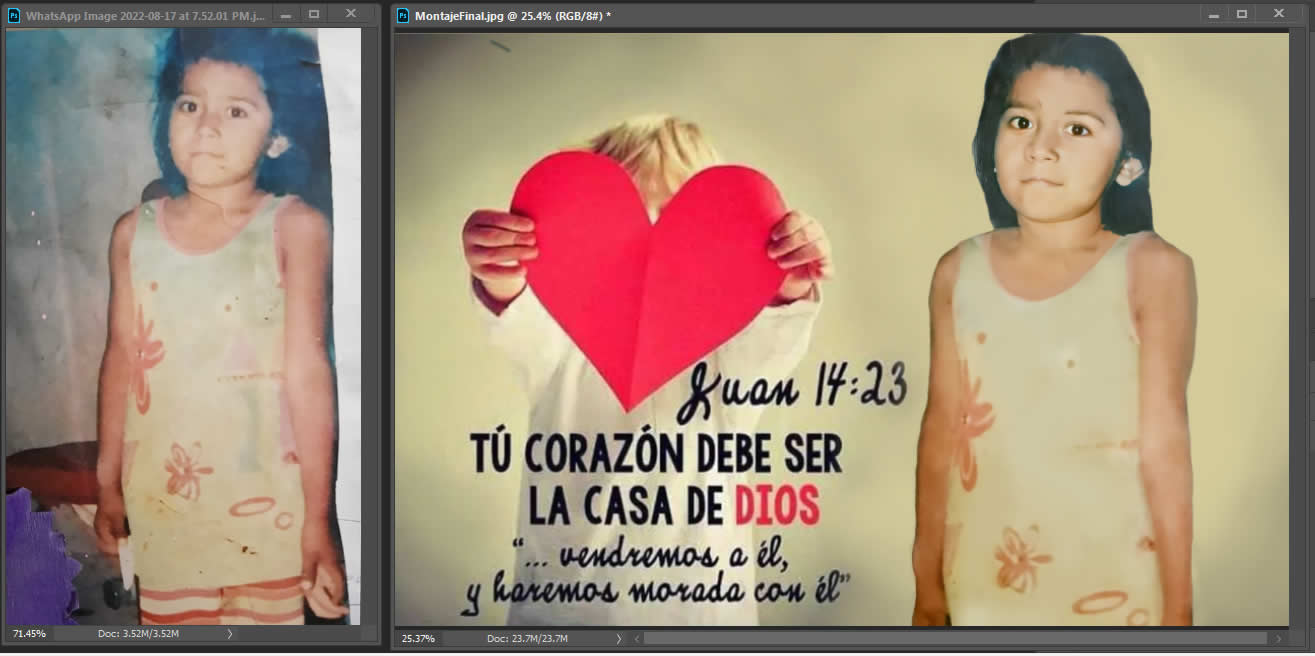 Ps WhatsApp Image 2022-08-17 at 7.52.01 PM.j...
71.45% Doc: 3.52M/3.52M
Ps MontajeFinal.jpg @ 25.4% (RGB/8#) *
Juan 14:23
TÚ CORAZÓN DEBE SER
LA CASA DE DIOS
“... vendremos a él,
y haremos morada con él”
25.37% Doc: 23.7M/23.7M